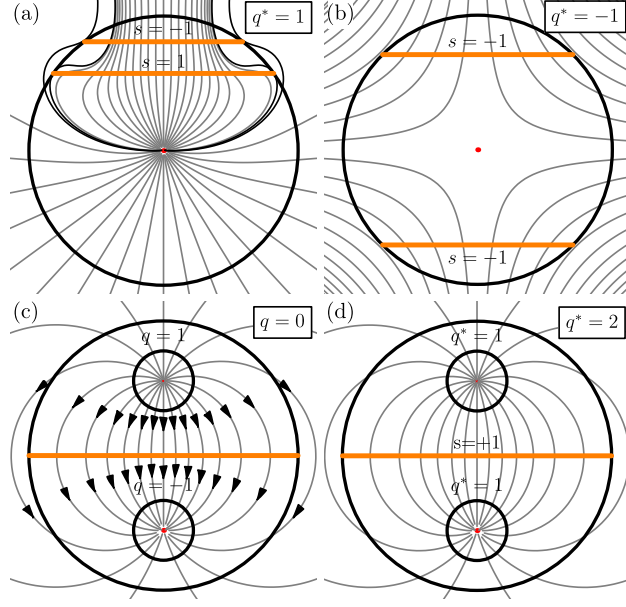 (a)
q* = 1
s = −1
s = 1
(b)
q* = −1
s = −1
s = −1
(c)
q = 0
q = 1
q = −1
(d)
q* = 2
q* = 1
s=+1
q* = 1